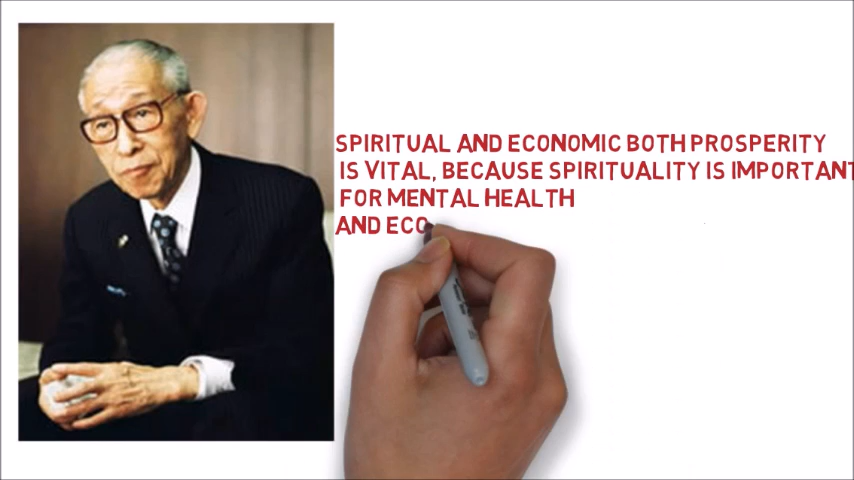 SPIRITUAL AND ECONOMIC BOTH PROSPERITY
IS VITAL, BECAUSE SPIRITUALITY IS IMPORTANT
FOR MENTAL HEALTH
AND ECO